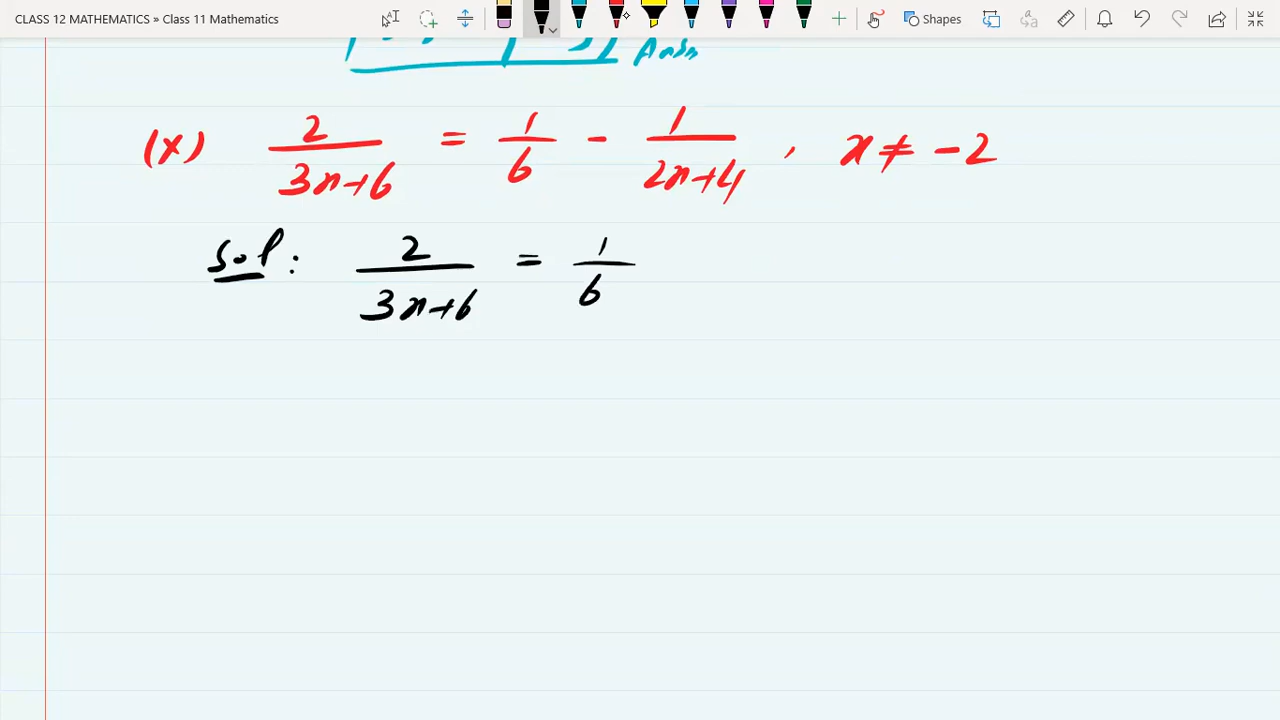 CLASS 12 MATHEMATICS » Class 11 Mathematics
Shapes
Ans
(x) 2/(3x+6) = 1/6 - 1/(2x+4) , x ≠ -2
Sol: 2/(3x+6) = 1/6